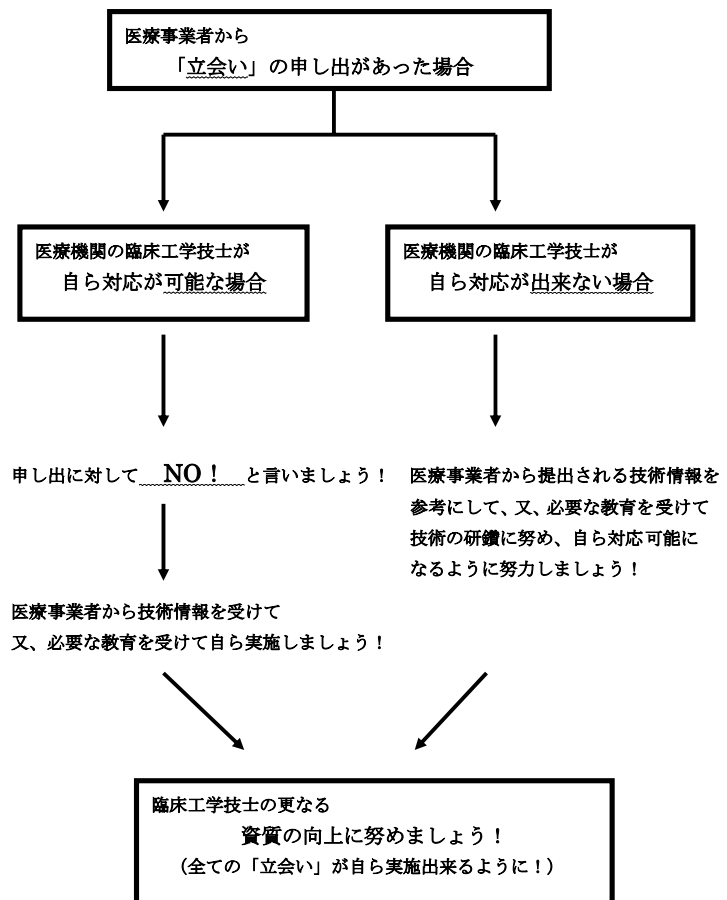 医療事業者から
「立会い」の申し出があった場合
医療機関の臨床工学技士が
自ら対応が可能な場合
医療機関の臨床工学技士が
自ら対応が出来ない場合
申し出に対して　NO！　と言いましょう！
医療事業者から技術情報を受けて
又、必要な教育を受けて自ら実施しましょう！
医療事業者から提出される技術情報を
参考にして、又、必要な教育を受けて
技術の研鑽に努め、自ら対応可能に
なるように努力しましょう！
臨床工学技士の更なる
資質の向上に努めましょう！
（全ての「立会い」が自ら実施出来るように！）